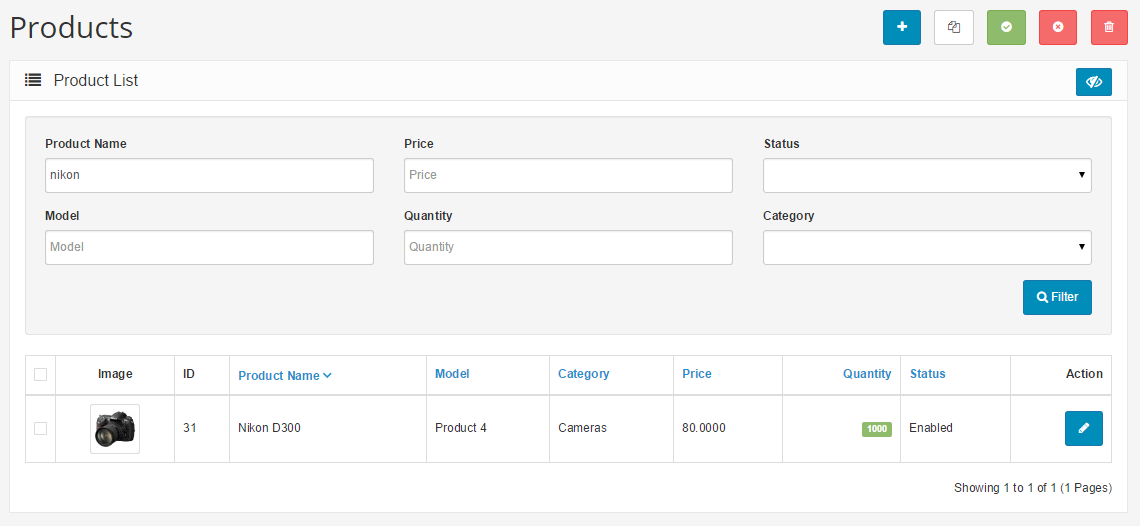 Products
Product List
Product Name Price Status
nikon Price
Model Quantity Category
Model Quantity
Filter
Image ID Product Name Model Category Price Quantity Status Action
31 Nikon D300 Product 4 Cameras 80.0000 1000 Enabled
Showing 1 to 1 of 1 (1 Pages)